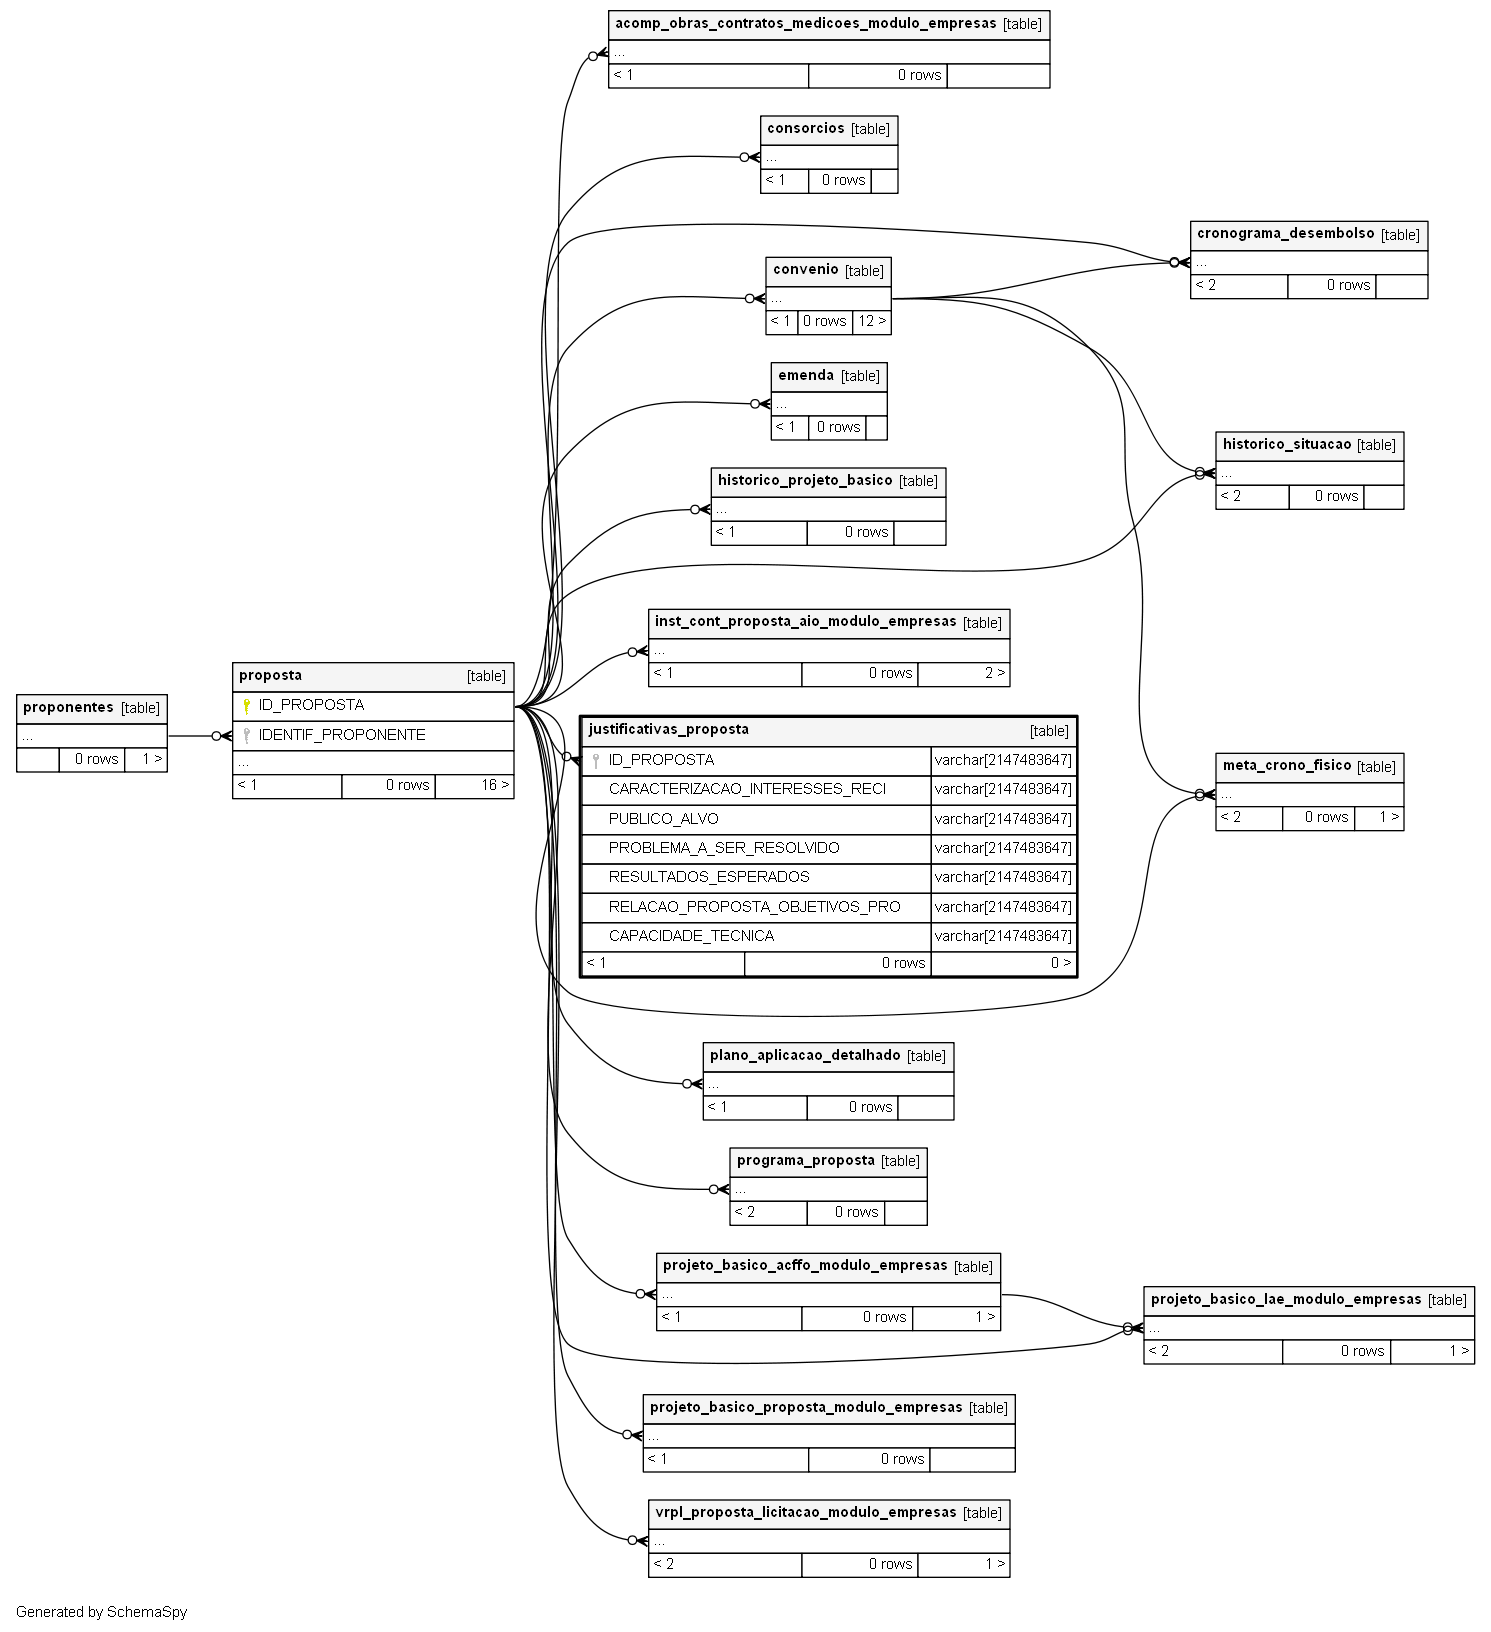 acomp_obras_contratos_medicoes_modulo_empresas [table]
...
< 1 0 rows
consorcios [table]
...
< 1 0 rows
cronograma_desembolso [table]
...
< 2 0 rows
convenio [table]
...
< 1 0 rows 12 >
emenda [table]
...
< 1 0 rows
historico_situacao [table]
...
< 2 0 rows
historico_projeto_basico [table]
...
< 1 0 rows
inst_cont_proposta_aio_modulo_empresas [table]
...
< 1 0 rows 2 >
proponentes [table]
...
0 rows 1 >
proposta [table]
ID_PROPOSTA
IDENTIF_PROPONENTE
...
< 1 0 rows 16 >
justificativas_proposta [table]
ID_PROPOSTA varchar[2147483647]
CARACTERIZACAO_INTERESSES_RECI varchar[2147483647]
PUBLICO_ALVO varchar[2147483647]
PROBLEMA_A_SER_RESOLVIDO varchar[2147483647]
RESULTADOS_ESPERADOS varchar[2147483647]
RELACAO_PROPOSTA_OBJETIVOS_PRO varchar[2147483647]
CAPACIDADE_TECNICA varchar[2147483647]
< 1 0 rows 0 >
meta_crono_fisico [table]
...
< 2 0 rows 1 >
plano_aplicacao_detalhado [table]
...
< 1 0 rows
programa_proposta [table]
...
< 2 0 rows
projeto_basico_acffo_modulo_empresas [table]
...
< 1 0 rows 1 >
projeto_basico_lae_modulo_empresas [table]
...
< 2 0 rows 1 >
projeto_basico_proposta_modulo_empresas [table]
...
< 1 0 rows
vrpl_proposta_licitacao_modulo_empresas [table]
...
< 2 0 rows 1 >
Generated by SchemaSpy